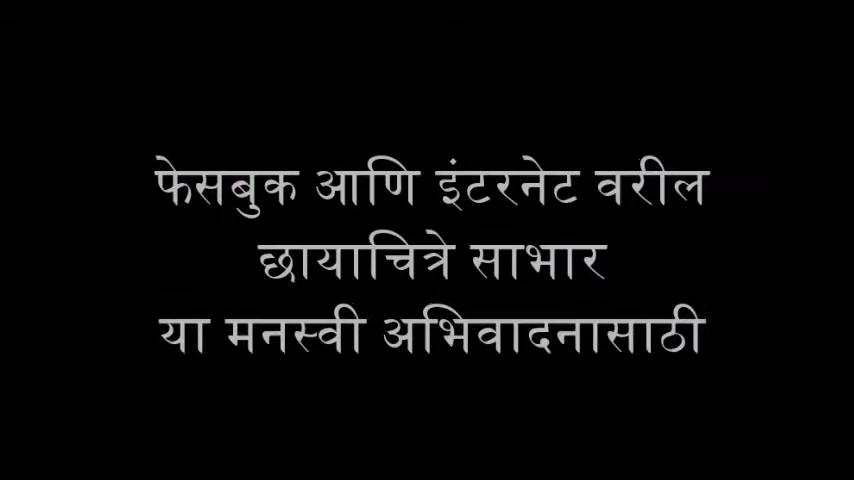 फेसबुक आणि इंटरनेट वरील
छायाचित्रे साभार
या मनस्वी अभिवादनासाठी